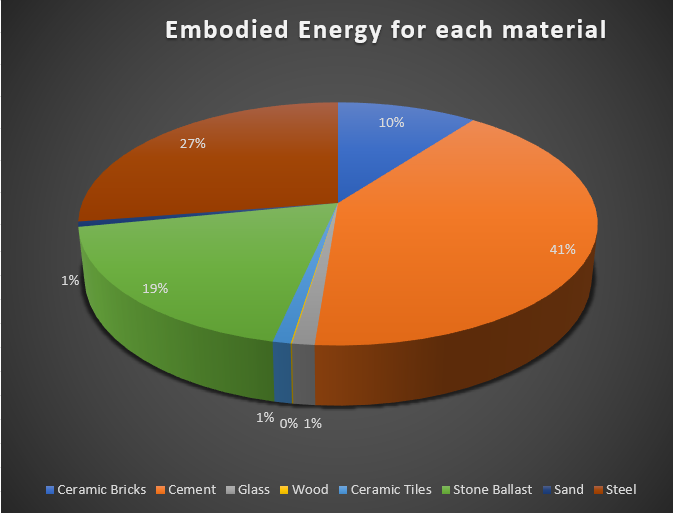 Embodied Energy for each material
10%
27%
41%
1%
19%
1%
0%
1%
Ceramic Bricks
Cement
Glass
Wood
Ceramic Tiles
Stone Ballast
Sand
Steel